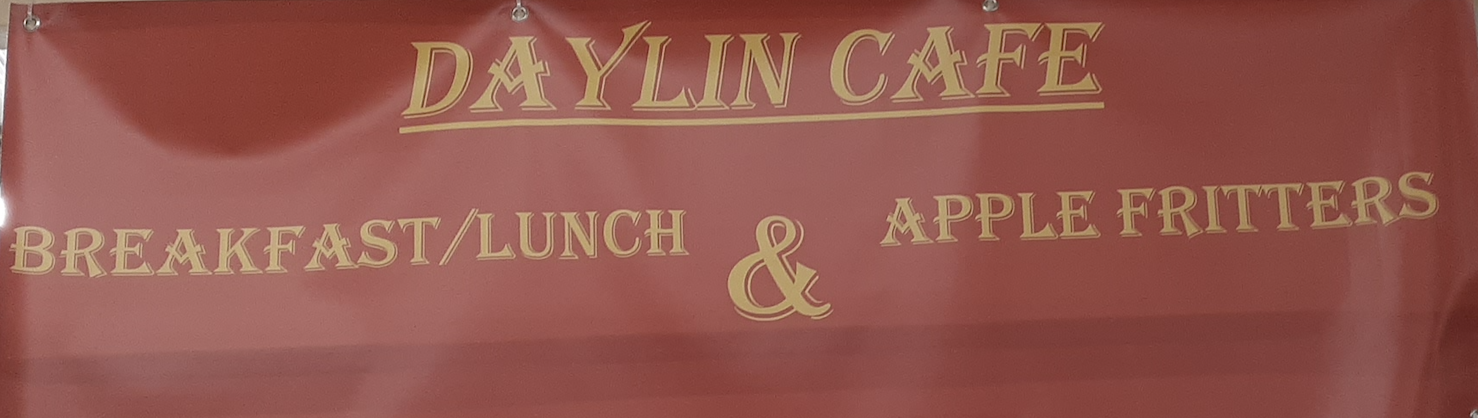 DAYLIN CAFE
BREAKFAST/LUNCH & APPLE FRITTERS